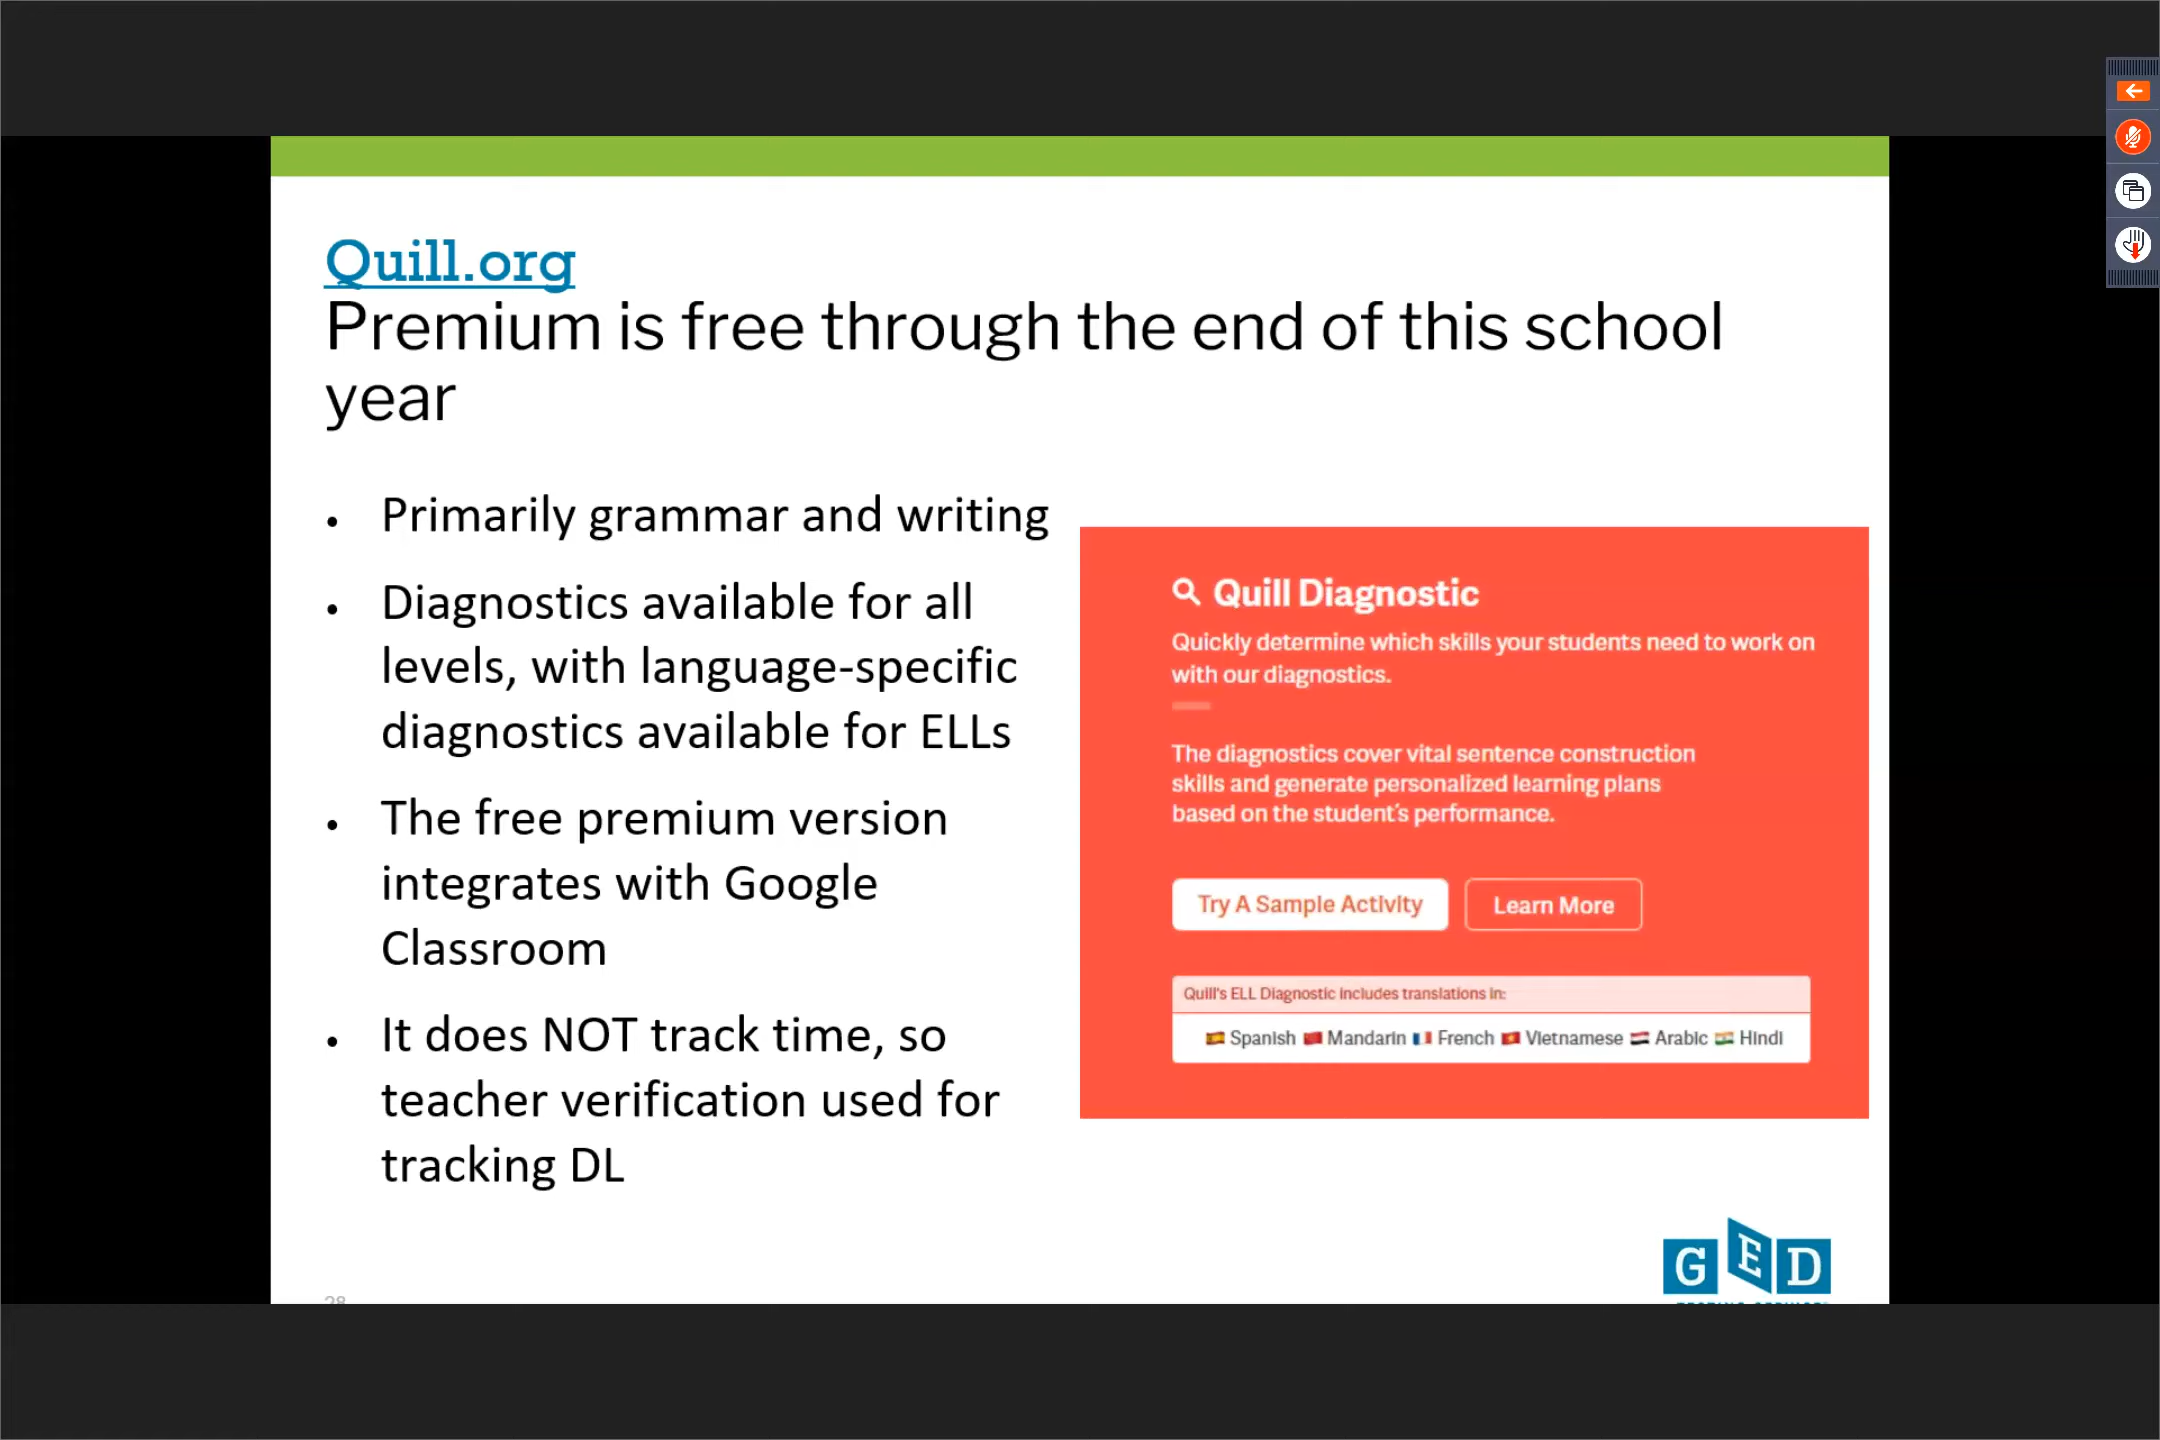 Quill.org
Premium is free through the end of this school
year
• Primarily grammar and writing
• Diagnostics available for all
levels, with language-specific
diagnostics available for ELLs
• The free premium version
integrates with Google
Classroom
• It does NOT track time, so
teacher verification used for
tracking DL
Quill Diagnostic
Quickly determine which skills your students need to work on
with our diagnostics.
The diagnostics cover vital sentence construction
skills and generate personalized learning plans
based on the student's performance.
Try A Sample Activity Learn More
Quill's ELL Diagnostic includes translations in:
Spanish Mandarin French Vietnamese Arabic Hindi
GED
28